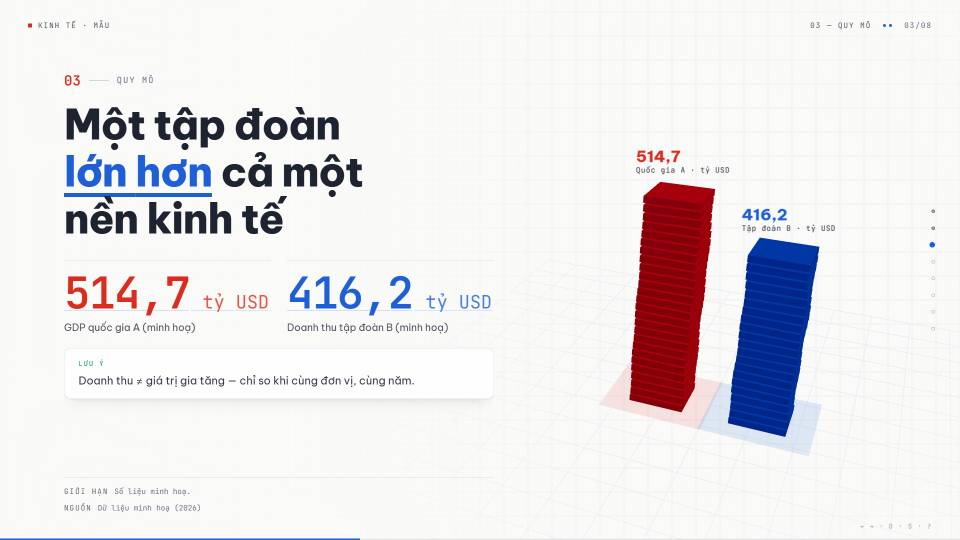 KINH TẾ · MẪU
03 — QUY MÔ
03/08
03 — QUY MÔ
Một tập đoàn
lớn hơn cả một
nền kinh tế
514,7 tỷ USD
GDP quốc gia A (minh hoạ)
416,2 tỷ USD
Doanh thu tập đoàn B (minh hoạ)
LƯU Ý
Doanh thu ≠ giá trị gia tăng — chỉ so khi cùng đơn vị, cùng năm.
GIỚI HẠN Số liệu minh hoạ.
NGUỒN Dữ liệu minh hoạ (2026)
514,7
Quốc gia A · tỷ USD
416,2
Tập đoàn B · tỷ USD